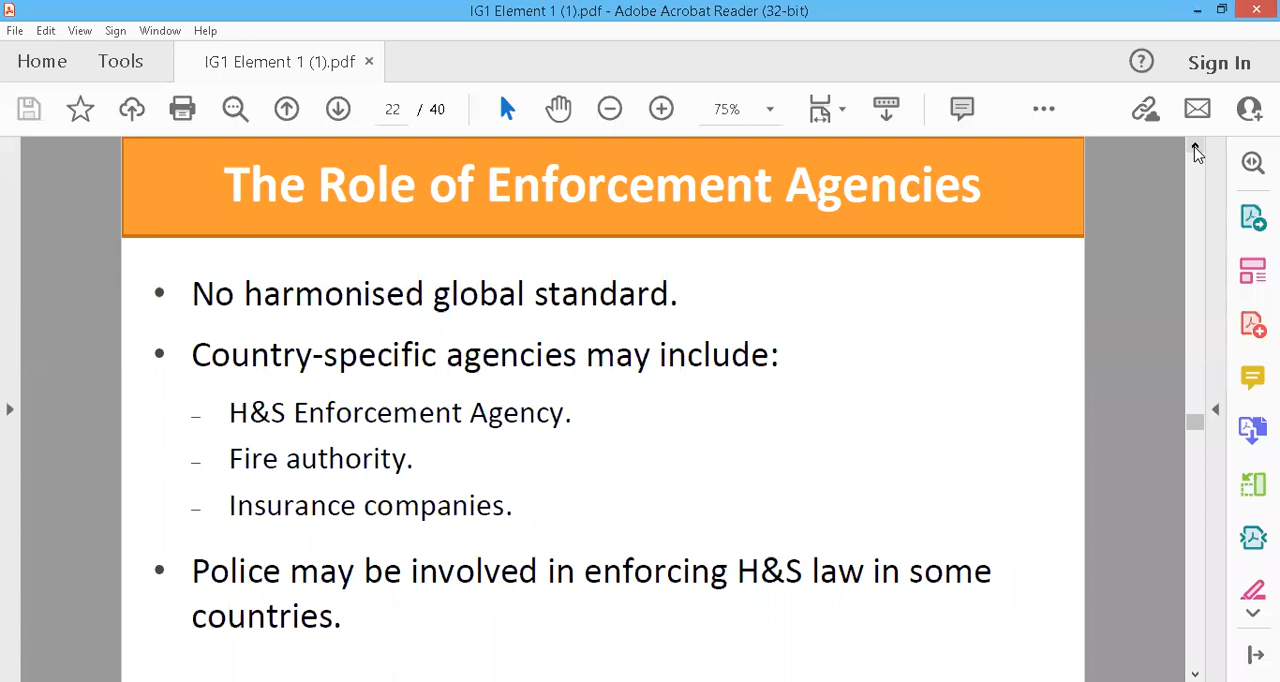 IG1 Element 1 (1).pdf - Adobe Acrobat Reader (32-bit)
File Edit View Sign Window Help
Home Tools IG1 Element 1 (1).pdf × Sign In
22 / 40 75%
The Role of Enforcement Agencies
• No harmonised global standard.
• Country-specific agencies may include:
– H&S Enforcement Agency.
– Fire authority.
– Insurance companies.
• Police may be involved in enforcing H&S law in some
countries.